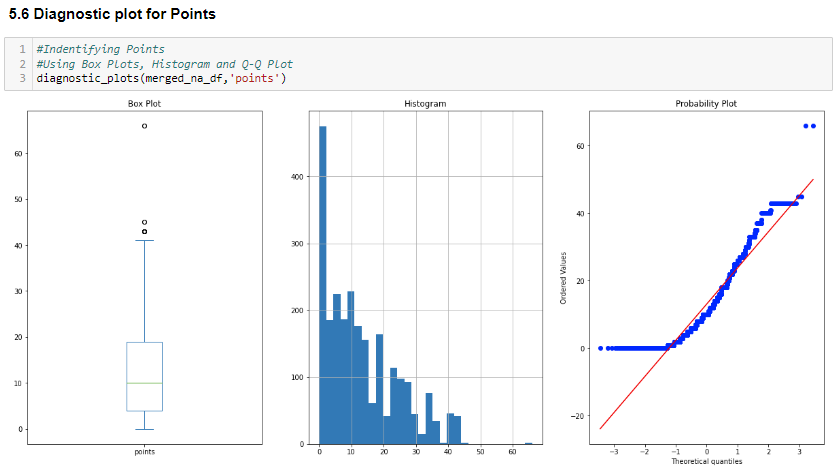 5.6 Diagnostic plot for Points
1 #Indentifying Points
2 #Using Box Plots, Histogram and Q-Q Plot
3 diagnostic_plots(merged_na_df,'points')
Box Plot
60
50
40
30
20
10
0
points
Histogram
400
300
200
100
0
0 10 20 30 40 50 60
Probability Plot
Ordered Values
60
40
20
0
−20
−3 −2 −1 0 1 2 3
Theoretical quantiles